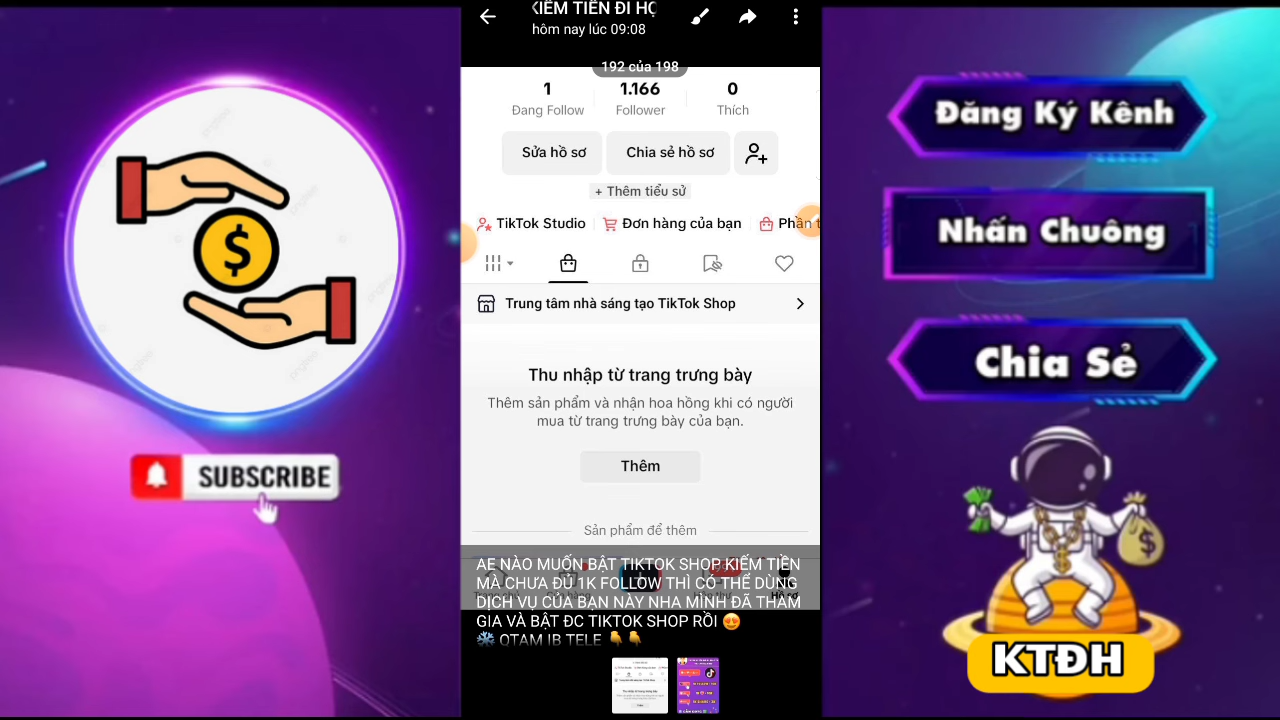 KIẾM TIỀN ĐI HỌ
hôm nay lúc 09:08
192 của 198
1
1.166
0
Đang Follow
Follower
Thích
Sửa hồ sơ
Chia sẻ hồ sơ
+ Thêm tiểu sử
TikTok Studio
Đơn hàng của bạn
Phần t
Trung tâm nhà sáng tạo TikTok Shop
Thu nhập từ trang trưng bày
Thêm sản phẩm và nhận hoa hồng khi có người
mua từ trang trưng bày của bạn.
Thêm
Sản phẩm để thêm
AE NÀO MUỐN BẬT TIKTOK SHOP KIẾM TIỀN
MÀ CHƯA ĐỦ 1K FOLLOW THÌ CÓ THỂ DÙNG
DỊCH VỤ CỦA BẠN NÀY NHA MÌNH ĐÃ THAM
GIA VÀ BẬT ĐC TIKTOK SHOP RỒI 😍
❄️ QTAM IB TELE 👇👇
SUBSCRIBE
Đăng Ký Kênh
Nhấn Chuông
Chia Sẻ
KTĐH